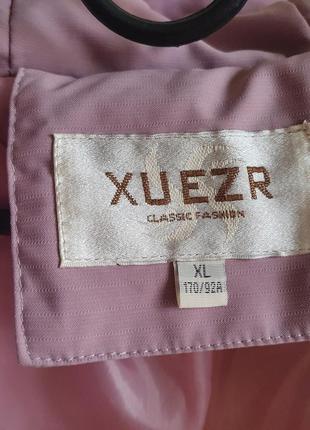 XUEZR
CLASSIC FASHION
XL
170/92A